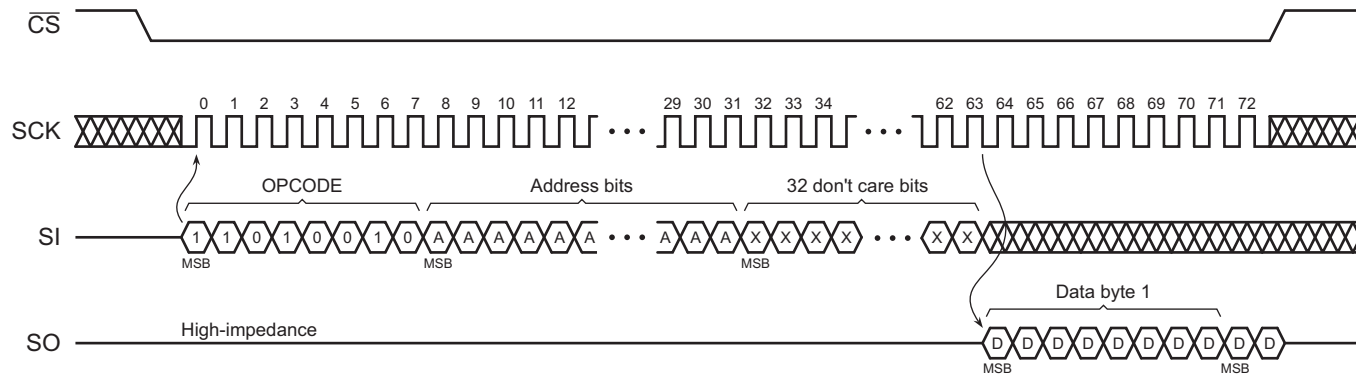 CS
0 1 2 3 4 5 6 7 8 9 10 11 12 29 30 31 32 33 34 62 63 64 65 66 67 68 69 70 71 72
SCK
OPCODE Address bits 32 don't care bits
SI 1 1 0 1 0 0 1 0 A A A A A A A A A X X X X X X
MSB MSB MSB
Data byte 1
High-impedance
SO D D D D D D D D D D
MSB MSB